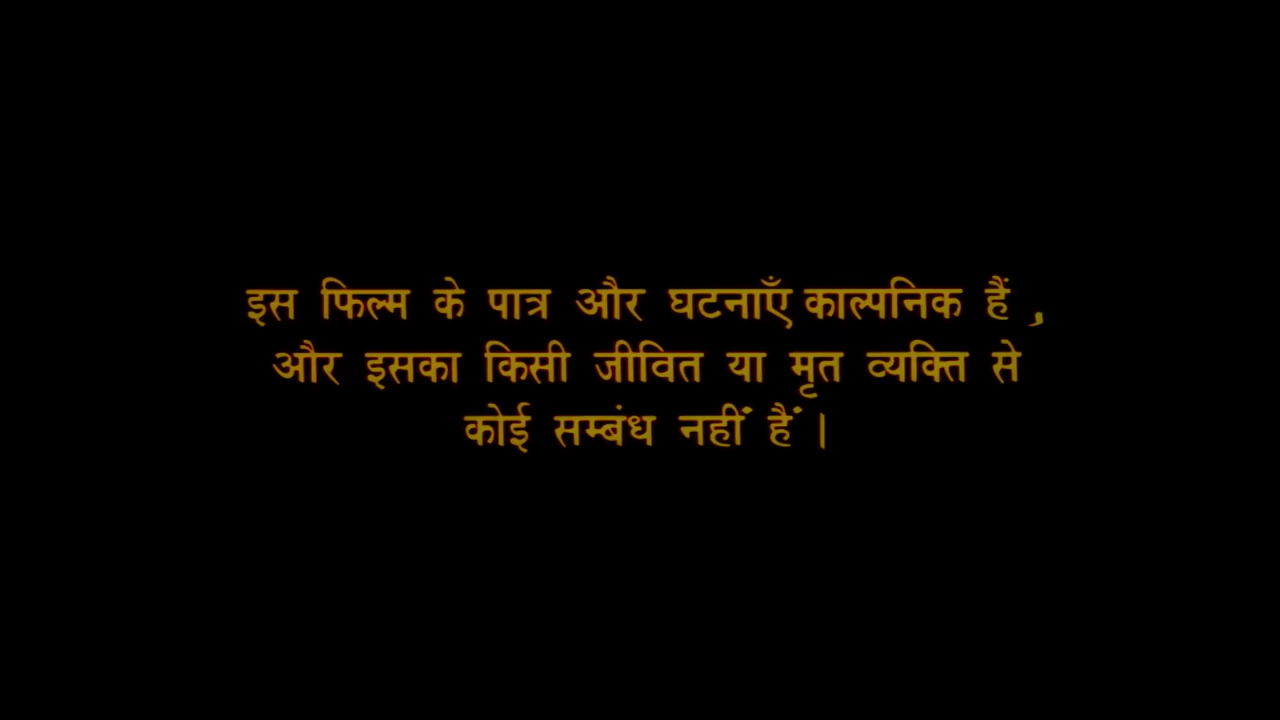 इस फिल्म के पात्र और घटनाएँ काल्पनिक हैं ,
और इसका किसी जीवित या मृत व्यक्ति से
कोई सम्बंध नहीं हैं ।